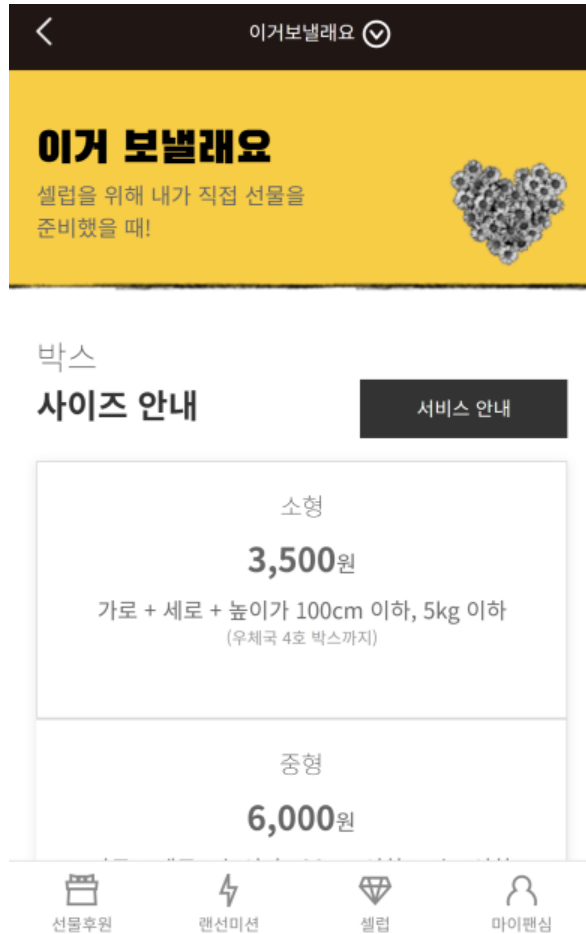 이거보낼래요
이거 보낼래요
셀럽을 위해 내가 직접 선물을
준비했을 때!
박스
사이즈 안내
서비스 안내
소형
3,500원
가로 + 세로 + 높이가 100cm 이하, 5kg 이하
(우체국 4호 박스까지)
중형
6,000원
선물후원
랜선미션
셀럽
마이팬심